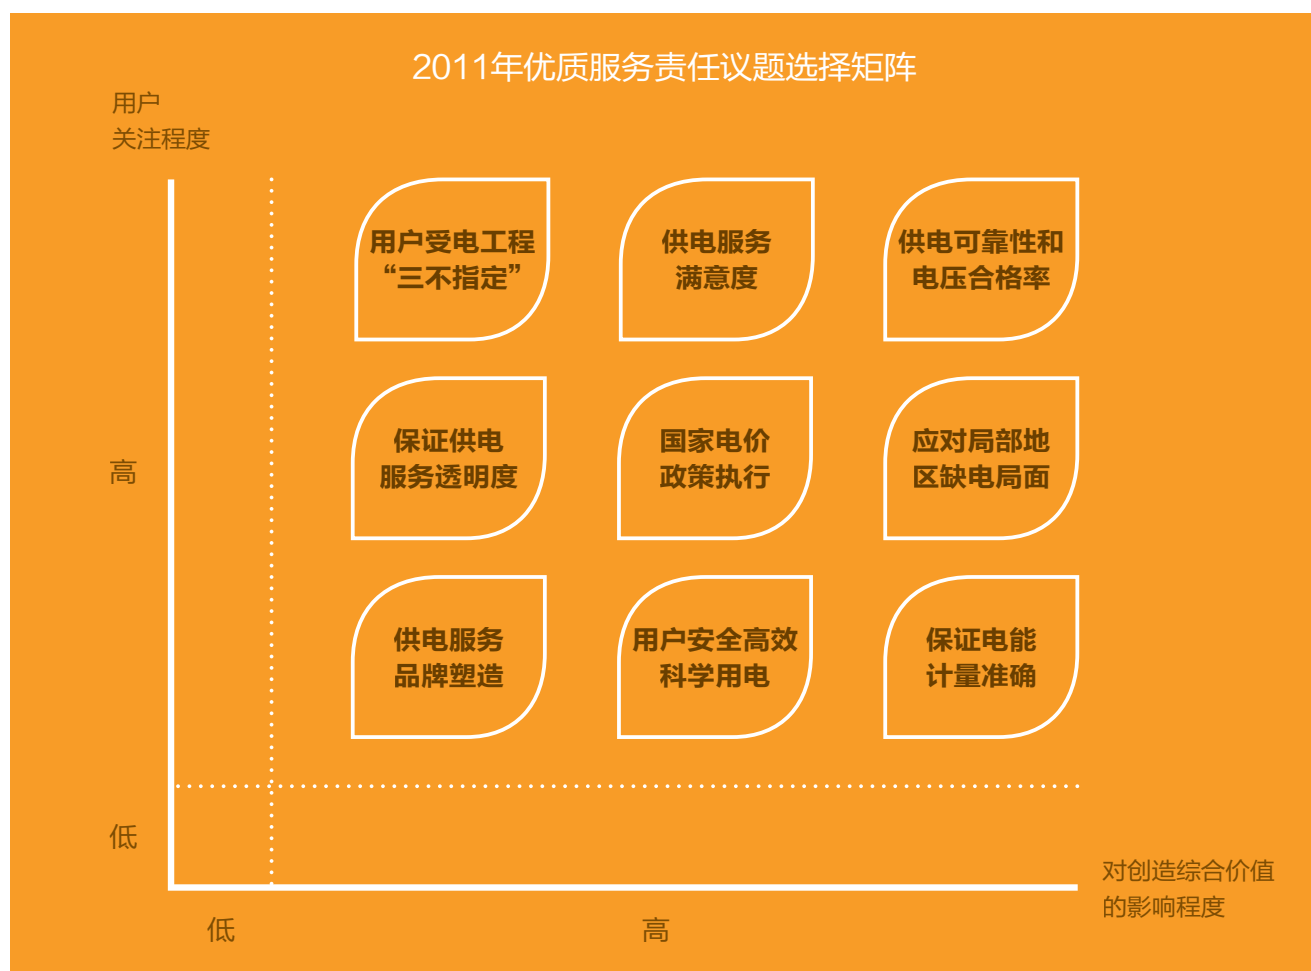 2011年优质服务责任议题选择矩阵
用户
关注程度
用户受电工程
“三不指定”
供电服务
满意度
供电可靠性和
电压合格率
高
保证供电
服务透明度
国家电价
政策执行
应对局部地
区缺电局面
供电服务
品牌塑造
用户安全高效
科学用电
保证电能
计量准确
低
对创造综合价值
的影响程度
低
高